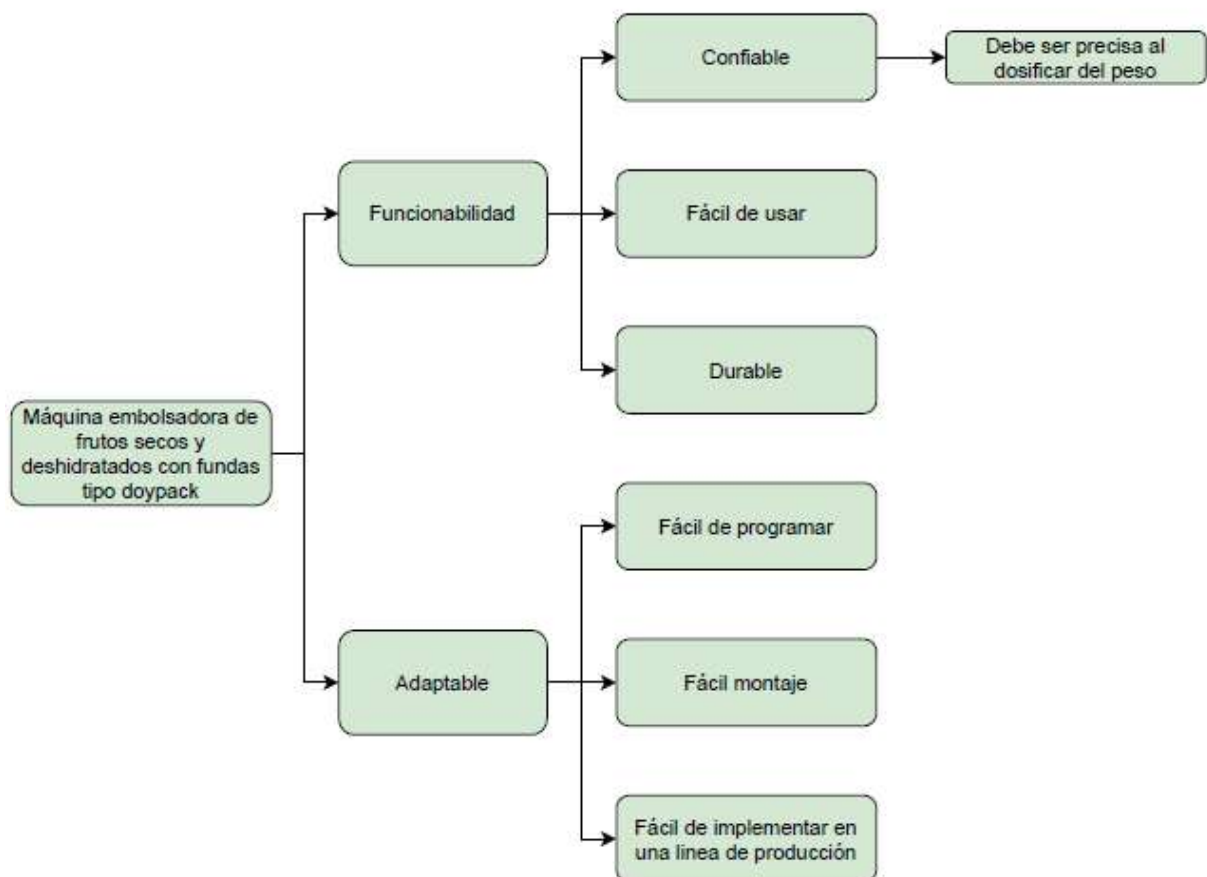 Confiable
Debe ser precisa al
dosificar del peso
Funcionabilidad
Fácil de usar
Durable
Máquina embolsadora de
frutos secos y
deshidratados con fundas
tipo doypack
Fácil de programar
Adaptable
Fácil montaje
Fácil de implementar en
una linea de producción